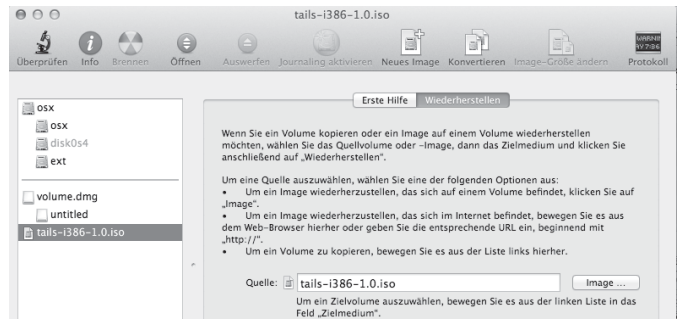 tails-i386-1.0.iso
Überprüfen Info Brennen Öffnen Auswerfen Journaling aktivieren Neues Image Konvertieren Image-Größe ändern Protokoll
WARNIN
AY 7:36
osx
osx
disk0s4
ext
volume.dmg
untitled
tails-i386-1.0.iso
Erste Hilfe Wiederherstellen
Wenn Sie ein Volume kopieren oder ein Image auf einem Volume wiederherstellen
möchten, wählen Sie das Quellvolume oder -Image, dann das Zielmedium und klicken Sie
anschließend auf „Wiederherstellen“.
Um eine Quelle auszuwählen, wählen Sie eine der folgenden Optionen aus:
• Um ein Image wiederherzustellen, das sich auf einem Volume befindet, klicken Sie auf
„Image“.
• Um ein Image wiederherzustellen, das sich im Internet befindet, bewegen Sie es aus
dem Web-Browser hierher oder geben Sie die entsprechende URL ein, beginnend mit
„http://“.
• Um ein Volume zu kopieren, bewegen Sie es aus der Liste links hierher.
Quelle: tails-i386-1.0.iso Image ...
Um ein Zielvolume auszuwählen, bewegen Sie es aus der linken Liste in das
Feld „Zielmedium“.